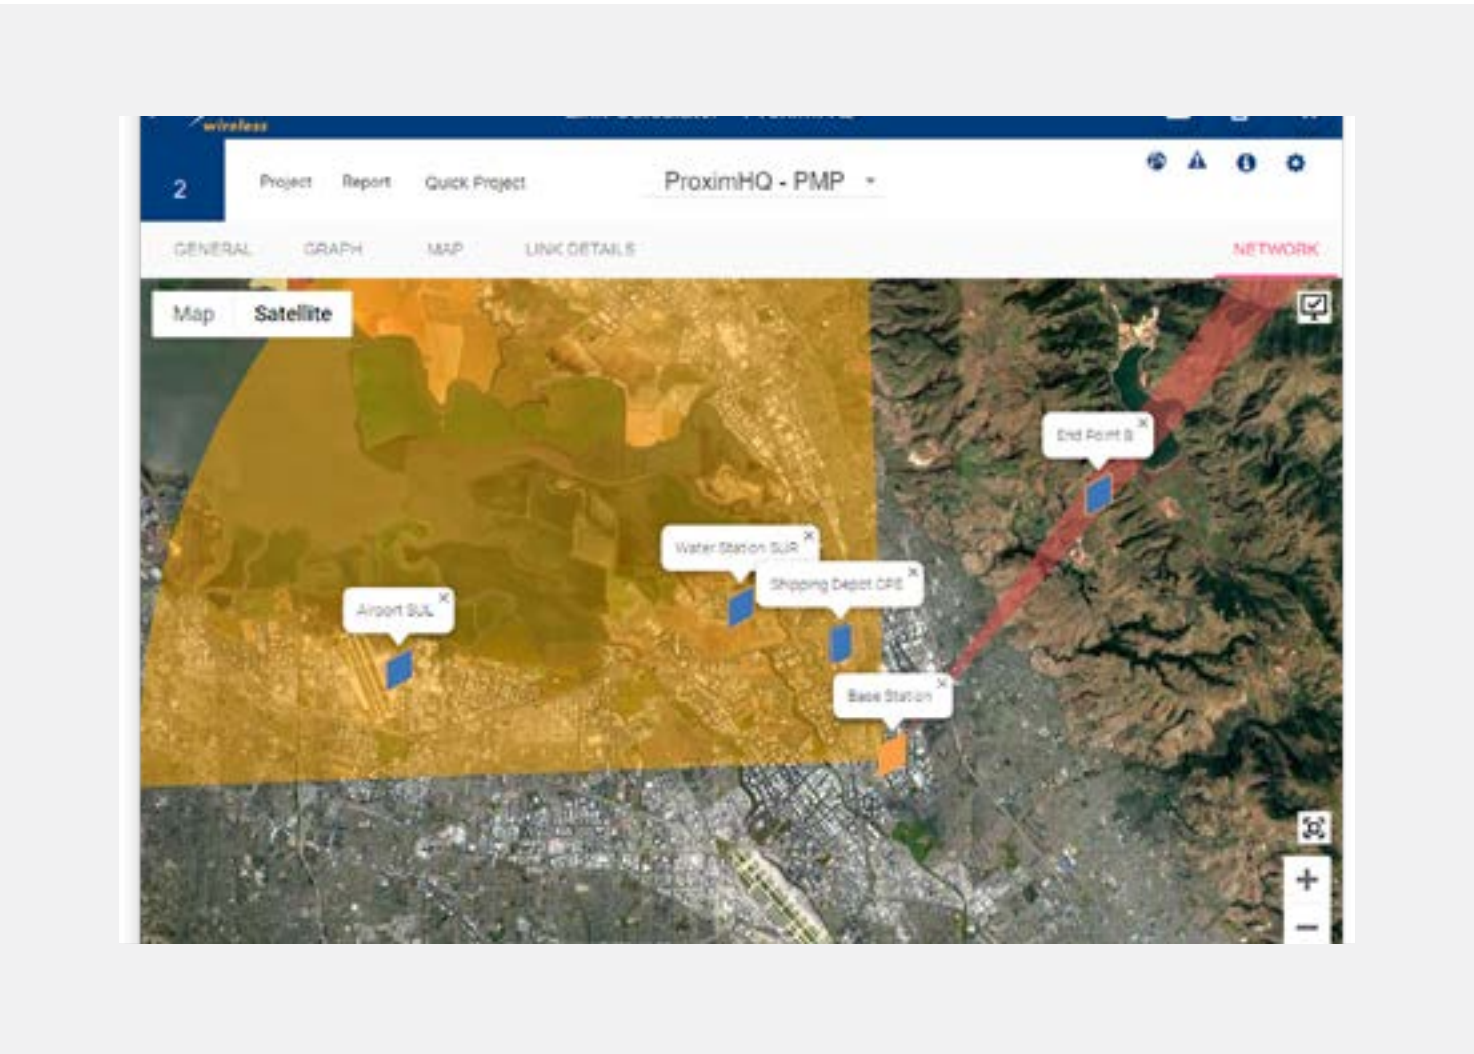 wireless
2
Project Report Quick Project ProximHQ - PMP
GENERAL GRAPH MAP LINK DETAILS NETWORK
Map Satellite
End Point B
Water Station SUR
Shipping Depot CPE
Airport SUL
Base Station